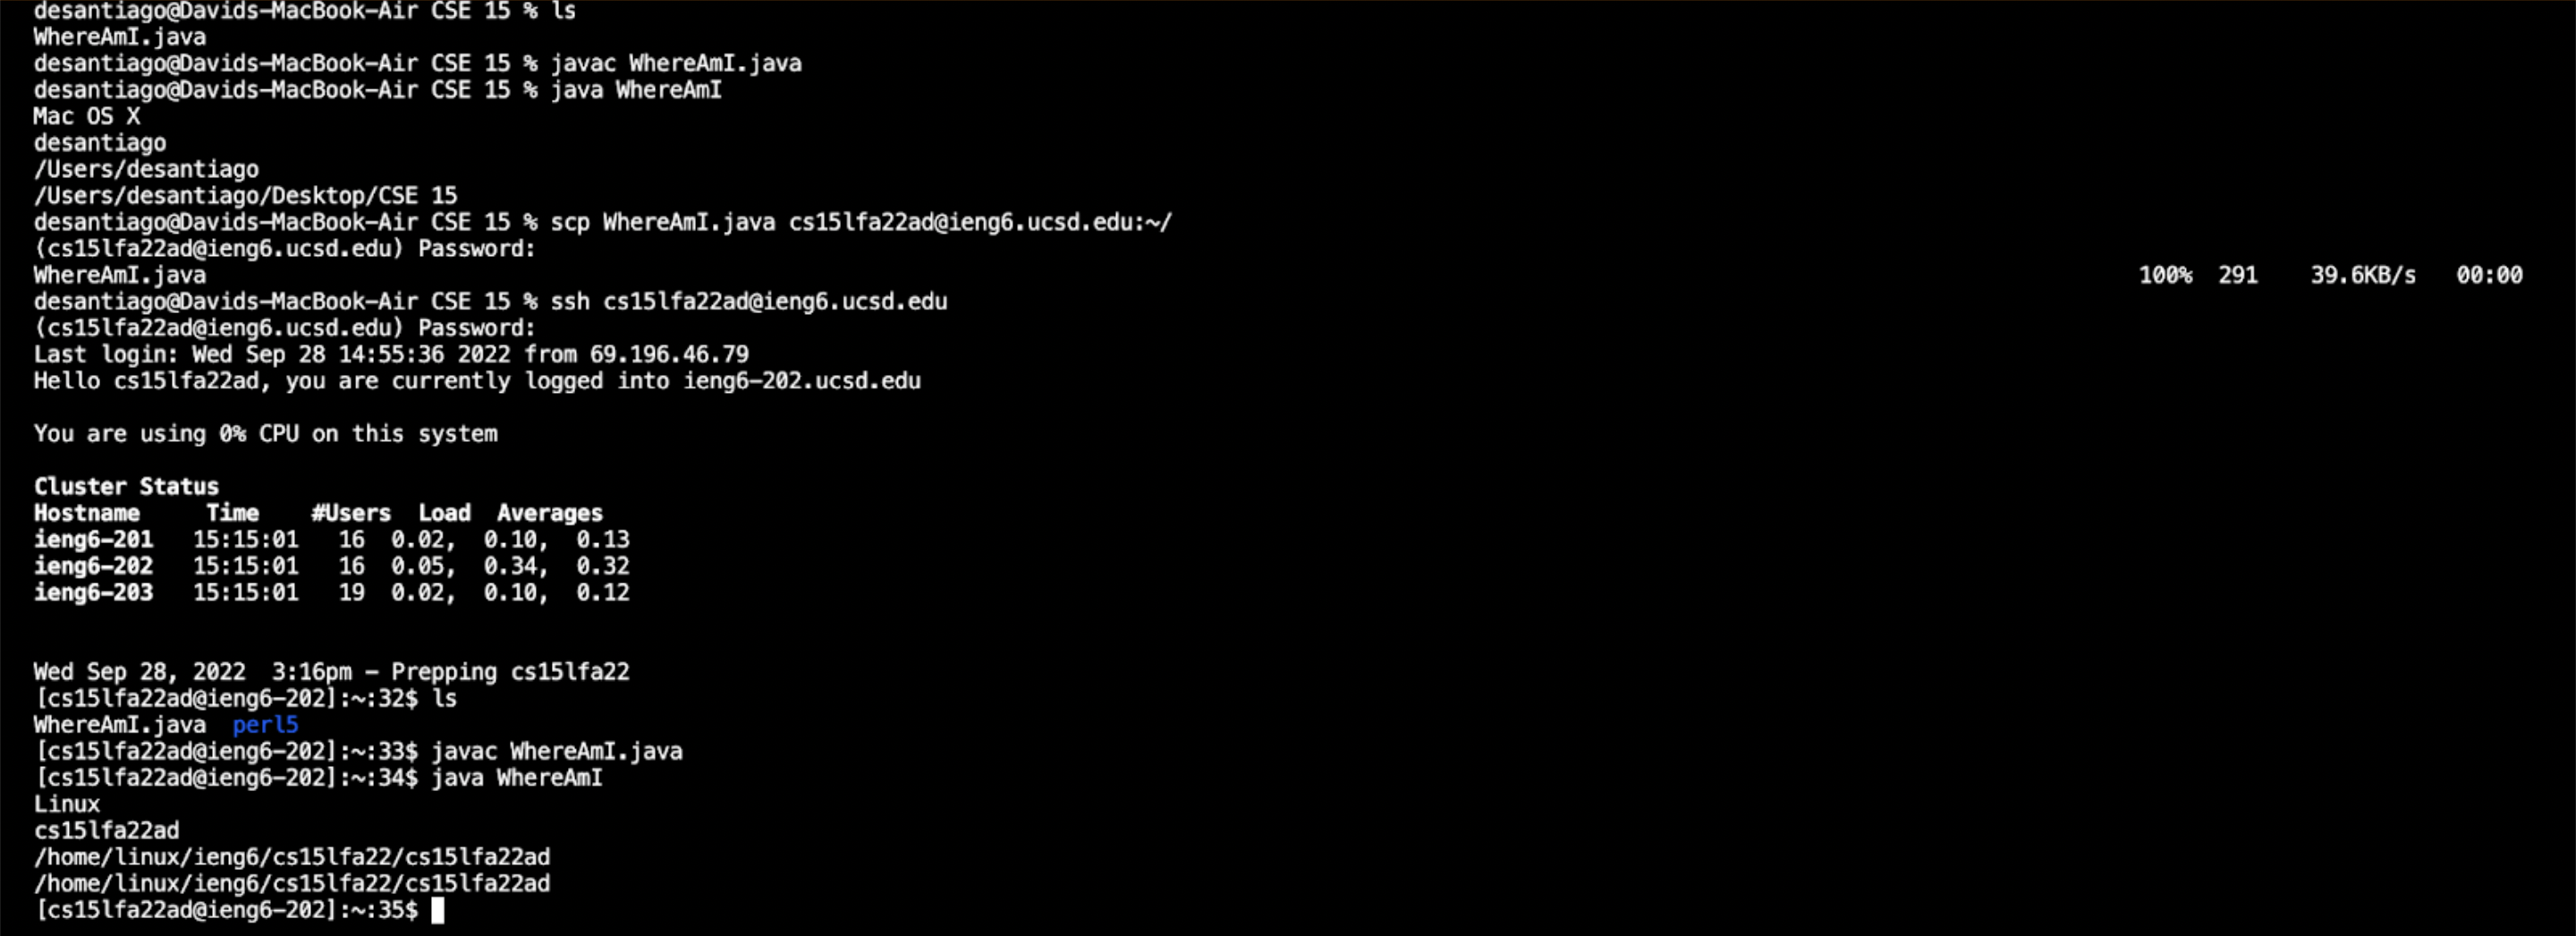 desantiago@Davids-MacBook-Air CSE 15 % ls
WhereAmI.java
desantiago@Davids-MacBook-Air CSE 15 % javac WhereAmI.java
desantiago@Davids-MacBook-Air CSE 15 % java WhereAmI
Mac OS X
desantiago
/Users/desantiago
/Users/desantiago/Desktop/CSE 15
desantiago@Davids-MacBook-Air CSE 15 % scp WhereAmI.java cs15lfa22ad@ieng6.ucsd.edu:~/
(cs15lfa22ad@ieng6.ucsd.edu) Password:
WhereAmI.java 100% 291 39.6KB/s 00:00
desantiago@Davids-MacBook-Air CSE 15 % ssh cs15lfa22ad@ieng6.ucsd.edu
(cs15lfa22ad@ieng6.ucsd.edu) Password:
Last login: Wed Sep 28 14:55:36 2022 from 69.196.46.79
Hello cs15lfa22ad, you are currently logged into ieng6-202.ucsd.edu
You are using 0% CPU on this system
Cluster Status
Hostname Time #Users Load Averages
ieng6-201 15:15:01 16 0.02, 0.10, 0.13
ieng6-202 15:15:01 16 0.05, 0.34, 0.32
ieng6-203 15:15:01 19 0.02, 0.10, 0.12
Wed Sep 28, 2022 3:16pm - Prepping cs15lfa22
[cs15lfa22ad@ieng6-202]:~:32$ ls
WhereAmI.java perl5
[cs15lfa22ad@ieng6-202]:~:33$ javac WhereAmI.java
[cs15lfa22ad@ieng6-202]:~:34$ java WhereAmI
Linux
cs15lfa22ad
/home/linux/ieng6/cs15lfa22/cs15lfa22ad
/home/linux/ieng6/cs15lfa22/cs15lfa22ad
[cs15lfa22ad@ieng6-202]:~:35$